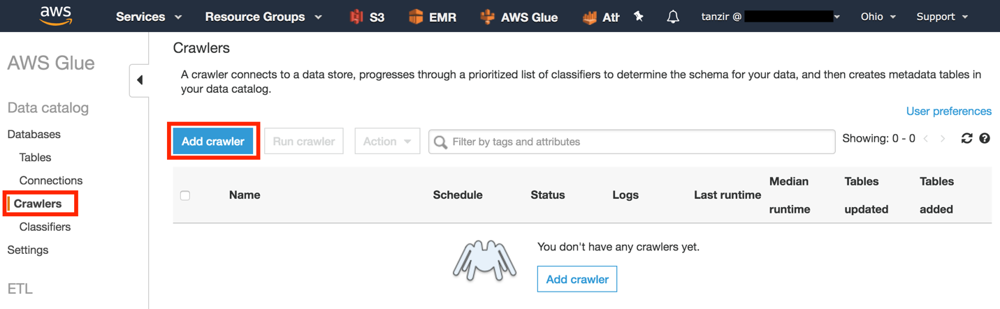 aws Services Resource Groups S3 EMR AWS Glue Ath tanzir @ Ohio Support
AWS Glue
Data catalog
Databases
Tables
Connections
Crawlers
Classifiers
Settings
ETL
Crawlers
A crawler connects to a data store, progresses through a prioritized list of classifiers to determine the schema for your data, and then creates metadata tables in
your data catalog.
User preferences
Add crawler Run crawler Action Filter by tags and attributes Showing: 0 - 0
Name Schedule Status Logs Last runtime Median runtime Tables updated Tables added
You don't have any crawlers yet.
Add crawler